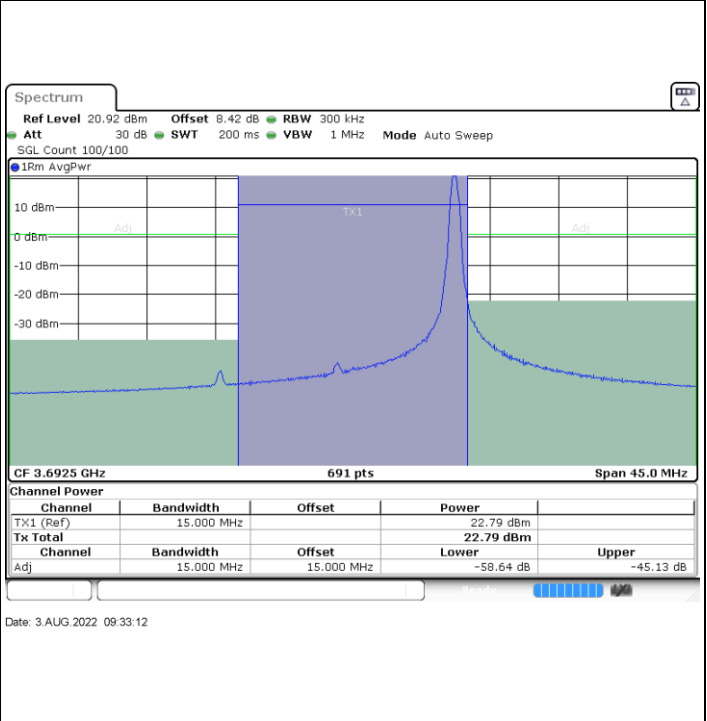 Spectrum
Ref Level 20.92 dBm Offset 8.42 dB RBW 300 kHz
Att 30 dB SWT 200 ms VBW 1 MHz Mode Auto Sweep
SGL Count 100/100
1Rm AvgPwr
10 dBm
TX1
Adj Adj
0 dBm
-10 dBm
-20 dBm
-30 dBm
CF 3.6925 GHz 691 pts Span 45.0 MHz
Channel Power
Channel Bandwidth Offset Power
TX1 (Ref) 15.000 MHz 22.79 dBm
Tx Total 22.79 dBm
Channel Bandwidth Offset Lower Upper
Adj 15.000 MHz 15.000 MHz -58.64 dB -45.13 dB
Ready
Date: 3.AUG.2022 09:33:12